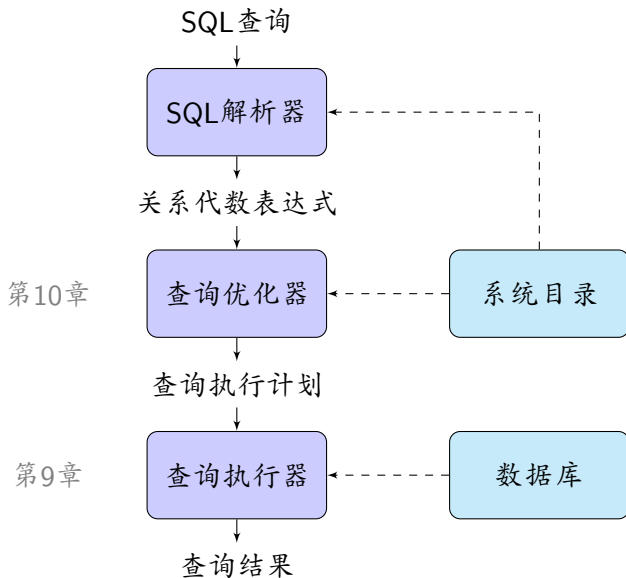 SQL查询
SQL解析器
关系代数表达式
第10章
查询优化器
系统目录
查询执行计划
第9章
查询执行器
数据库
查询结果